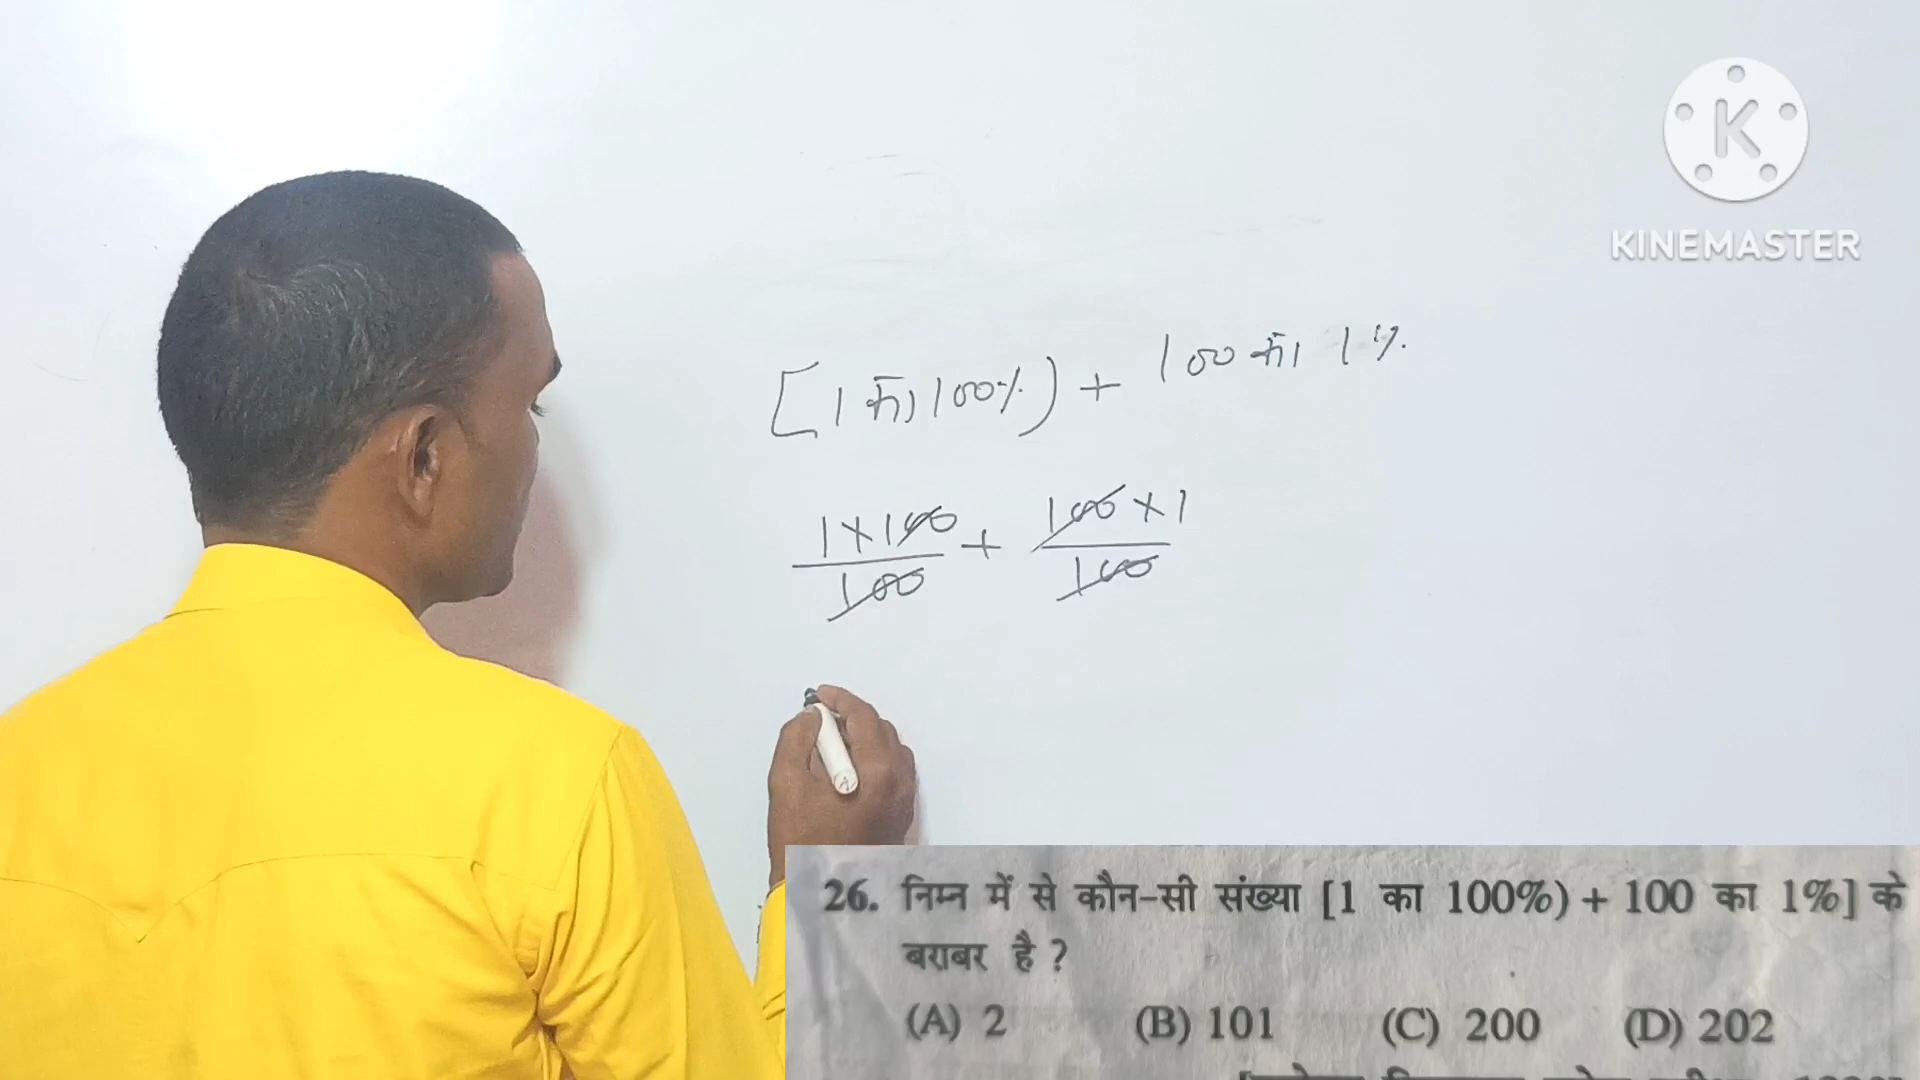 K
KINEMASTER
[1 का 100%) + 100 का 1%
1×100/100 + 100×1/100
26. निम्न में से कौन-सी संख्या [1 का 100%) + 100 का 1%] के
बराबर है ?
(A) 2 (B) 101 (C) 200 (D) 202